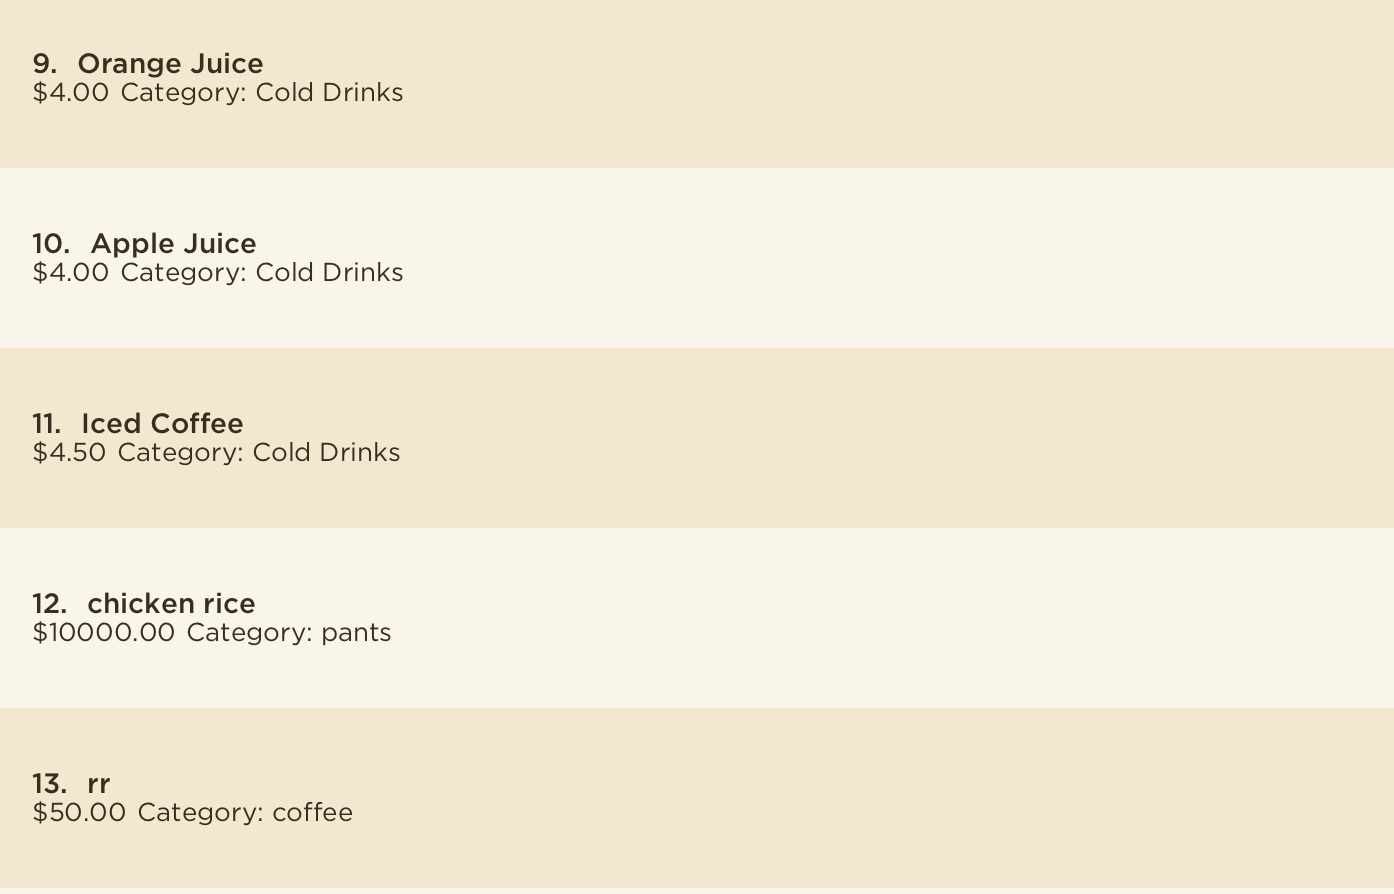 9. Orange Juice
$4.00 Category: Cold Drinks
10. Apple Juice
$4.00 Category: Cold Drinks
11. Iced Coffee
$4.50 Category: Cold Drinks
12. chicken rice
$10000.00 Category: pants
13. rr
$50.00 Category: coffee